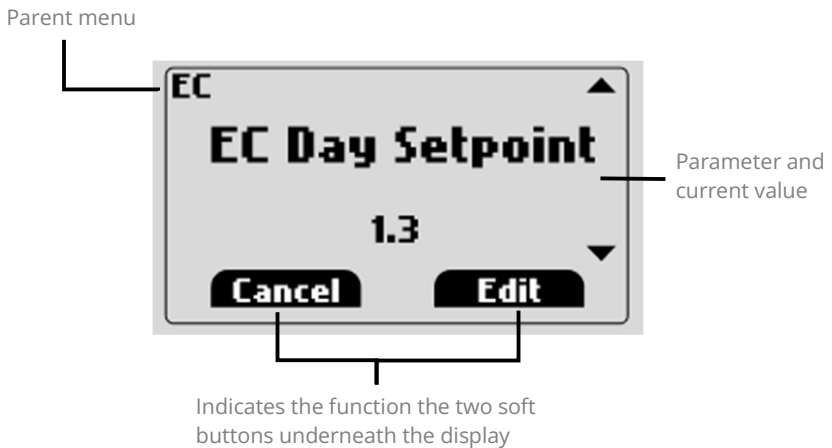 Parent menu
EC
EC Day Setpoint
Parameter and
current value
1.3
Cancel Edit
Indicates the function the two soft
buttons underneath the display